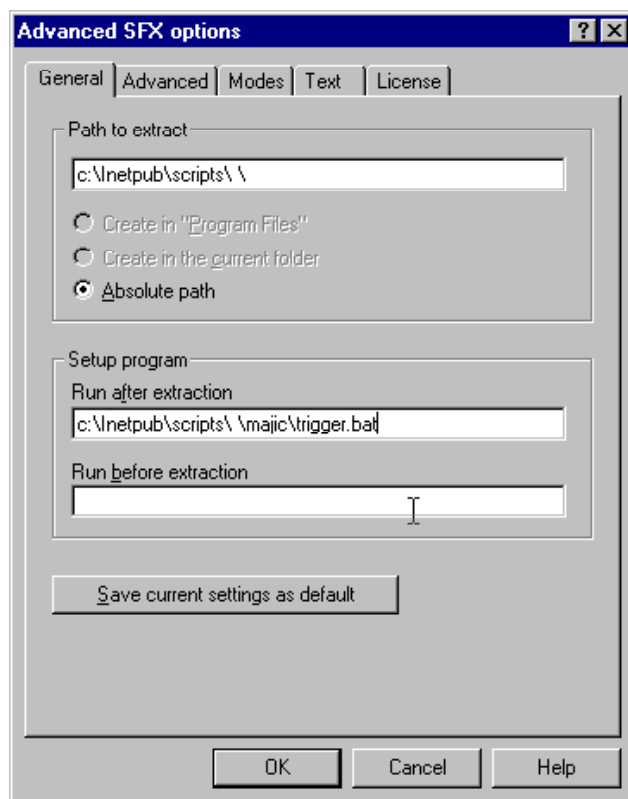 Advanced SFX options
General Advanced Modes Text License
Path to extract
c:\Inetpub\scripts\ \
Create in "Program Files"
Create in the current folder
Absolute path
Setup program
Run after extraction
c:\Inetpub\scripts\ \majic\trigger.bat
Run before extraction
Save current settings as default
OK Cancel Help